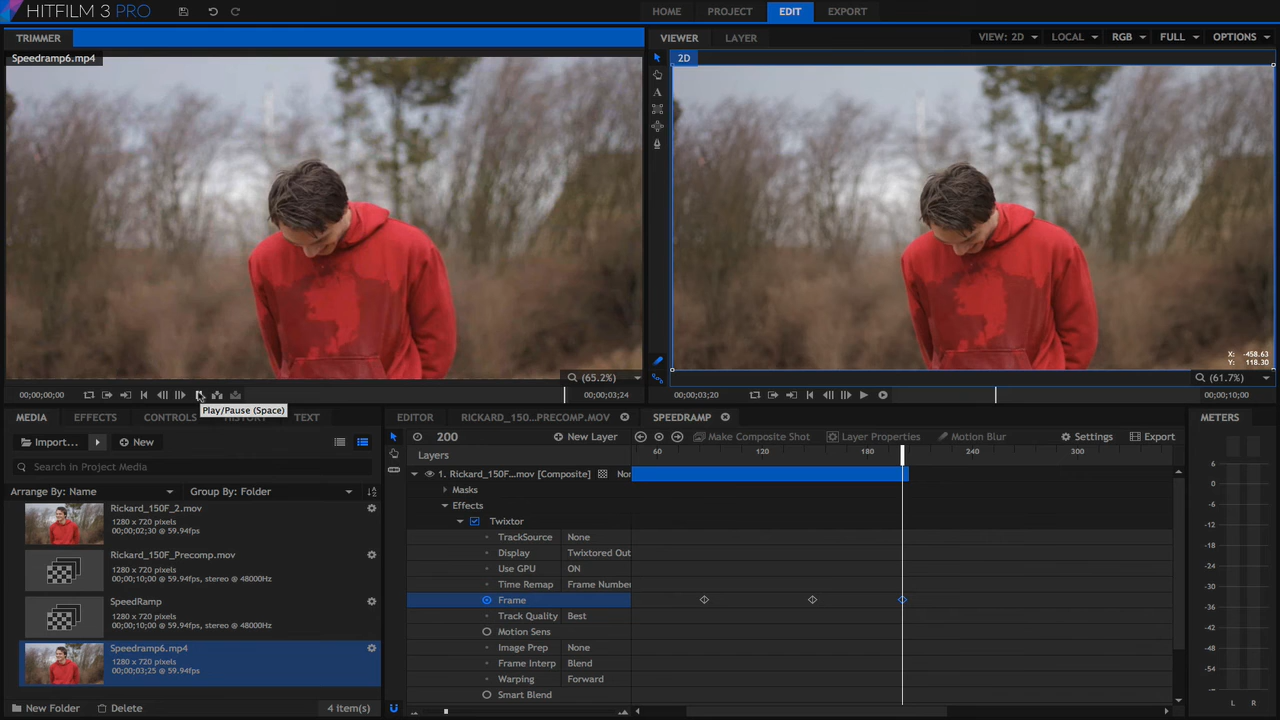 HITFILM 3 PRO
HOME PROJECT EDIT EXPORT
TRIMMER
VIEWER LAYER VIEW: 2D LOCAL RGB FULL OPTIONS
Speedramp6.mp4
2D
X: -458.63
Y: 118.30
(65.2%)
(61.7%)
00;00;00;00
00;00;03;24
00;00;03;20
00;00;10;00
Play/Pause (Space)
MEDIA EFFECTS CONTROLS HISTORY TEXT
EDITOR RICKARD_150...PRECOMP.MOV SPEEDRAMP
METERS
Import... New
200 New Layer Make Composite Shot Layer Properties Motion Blur Settings Export
Search in Project Media
Layers 60 120 180 240 300
Arrange By: Name Group By: Folder
1. Rickard_150F...mov [Composite] Nor
Masks
Effects
Twixtor
TrackSource None
Display Twixtored Out
Use GPU ON
Time Remap Frame Number
Frame
Track Quality Best
Motion Sens
Image Prep None
Frame Interp Blend
Warping Forward
Smart Blend
Rickard_150F_2.mov
1280 x 720 pixels
00;00;02;30 @ 59.94fps
Rickard_150F_Precomp.mov
1280 x 720 pixels
00;00;10;00 @ 59.94fps, stereo @ 48000Hz
SpeedRamp
1280 x 720 pixels
00;00;10;00 @ 59.94fps, stereo @ 48000Hz
Speedramp6.mp4
1280 x 720 pixels
00;00;03;25 @ 59.94fps
New Folder Delete 4 item(s)
6
0
-6
-12
-18
-24
-30
-36
-42
-48
-54
L R